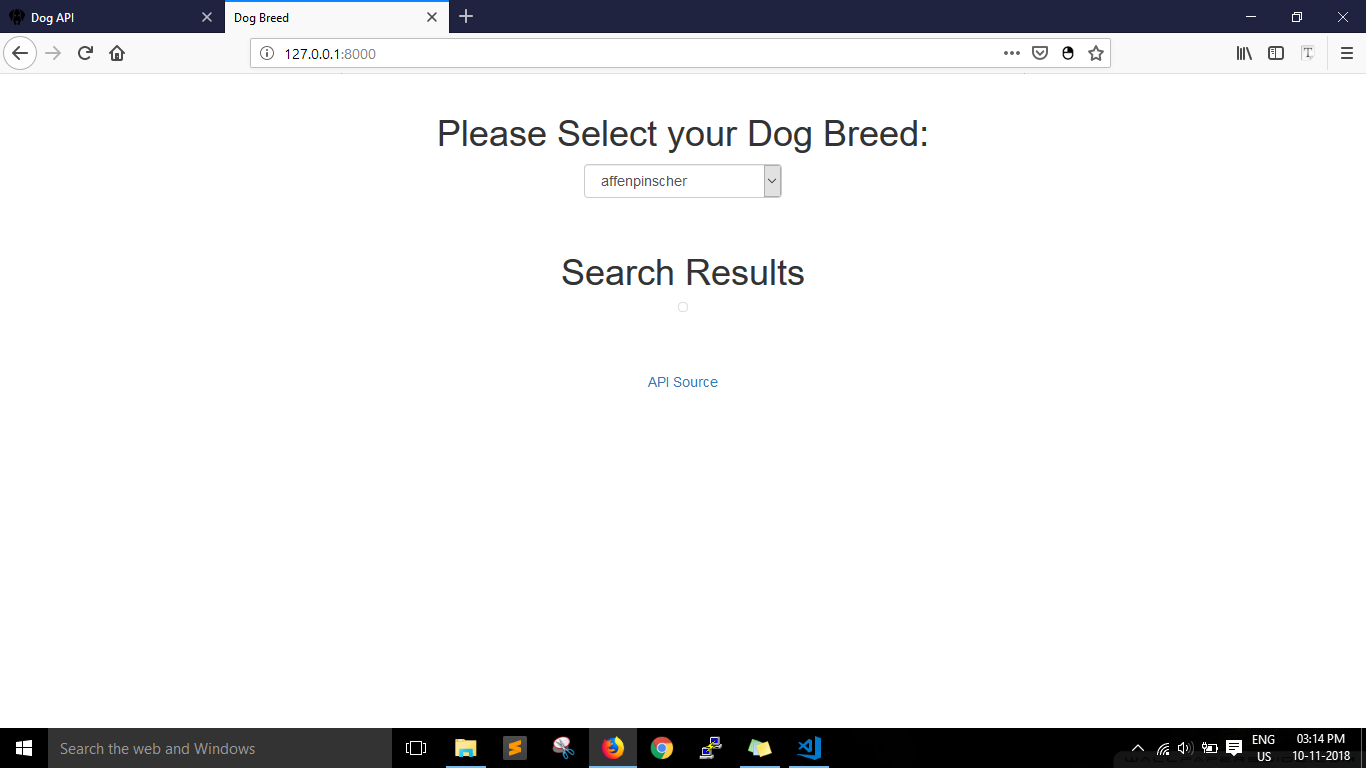 Dog API
Dog Breed
127.0.0.1:8000
Please Select your Dog Breed:
affenpinscher
Search Results
API Source
Search the web and Windows
ENG
US
03:14 PM
10-11-2018